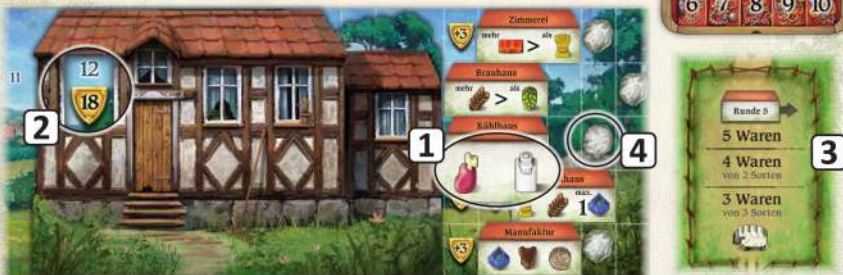 6 7 8 9 10
Zimmerei
+3
mehr
als
>
11
12
18
2
Brauhaus
mehr
als
>
Kühlhaus
1
4
haus
max.
1
Manufaktur
+3
Runde 5
5 Waren
4 Waren
von 2 Sorten
3 Waren
von 3 Sorten
3